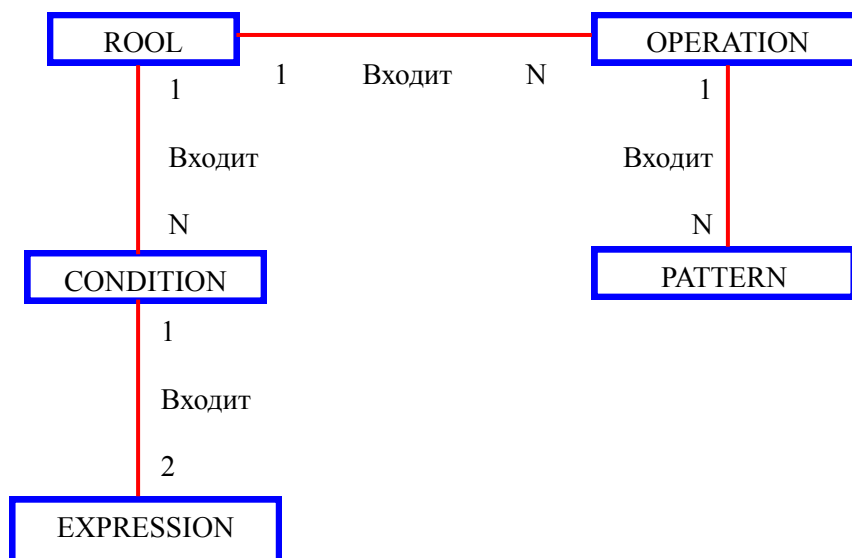 ROOL
OPERATION
1 Входит N
1
1
Входит
Входит
N
N
CONDITION
PATTERN
1
Входит
2
EXPRESSION